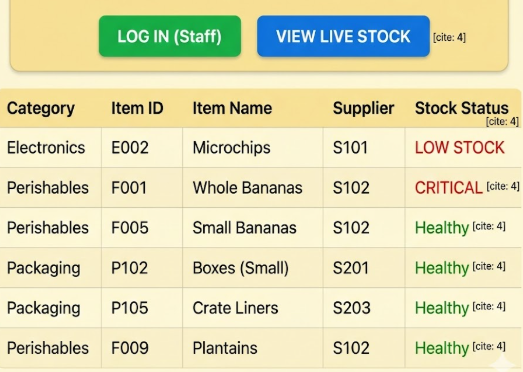 LOG IN (Staff) VIEW LIVE STOCK [cite: 4]
Category Item ID Item Name Supplier Stock Status
[cite: 4]
Electronics E002 Microchips S101 LOW STOCK
Perishables F001 Whole Bananas S102 CRITICAL [cite: 4]
Perishables F005 Small Bananas S102 Healthy [cite: 4]
Packaging P102 Boxes (Small) S201 Healthy [cite: 4]
Packaging P105 Crate Liners S203 Healthy [cite: 4]
Perishables F009 Plantains S102 Healthy [cite: 4]